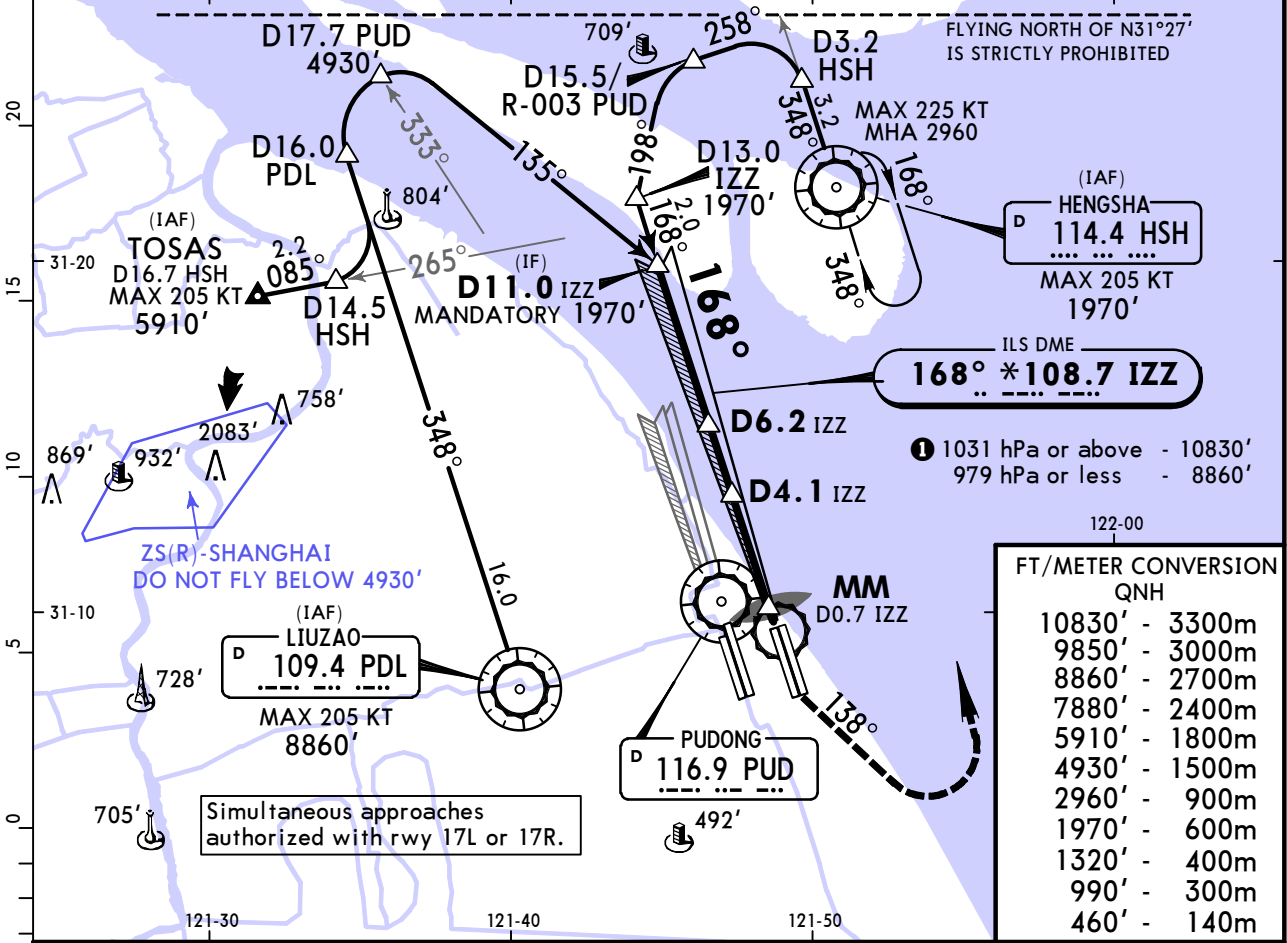 D17.7 PUD
4930'
709'
258°
D3.2
HSH
FLYING NORTH OF N31°27'
IS STRICTLY PROHIBITED
D15.5/
R-003 PUD
3.2
348°
MAX 225 KT
MHA 2960
20
333°
135°
198°
D16.0
PDL
D13.0
IZZ
1970'
168°
804'
2.0
168°
(IAF)
HENGSHA
D 114.4 HSH
MAX 205 KT
1970'
(IAF)
TOSAS
D16.7 HSH
MAX 205 KT
5910'
2.2
085°
265°
348°
31-20
(IF)
D11.0 IZZ
MANDATORY 1970'
168°
15
D14.5
HSH
ILS DME
168° *108.7 IZZ
758'
2083'
348°
D6.2 IZZ
869'
932'
1 1031 hPa or above - 10830'
979 hPa or less - 8860'
10
D4.1 IZZ
122-00
ZS(R)-SHANGHAI
DO NOT FLY BELOW 4930'
16.0
MM
D0.7 IZZ
31-10
(IAF)
LIUZAO
D 109.4 PDL
MAX 205 KT
8860'
5
728'
138°
PUDONG
D 116.9 PUD
705'
0
Simultaneous approaches
authorized with rwy 17L or 17R.
492'
121-30
121-40
121-50
FT/METER CONVERSION
QNH
10830' - 3300m
9850' - 3000m
8860' - 2700m
7880' - 2400m
5910' - 1800m
4930' - 1500m
2960' - 900m
1970' - 600m
1320' - 400m
990' - 300m
460' - 140m